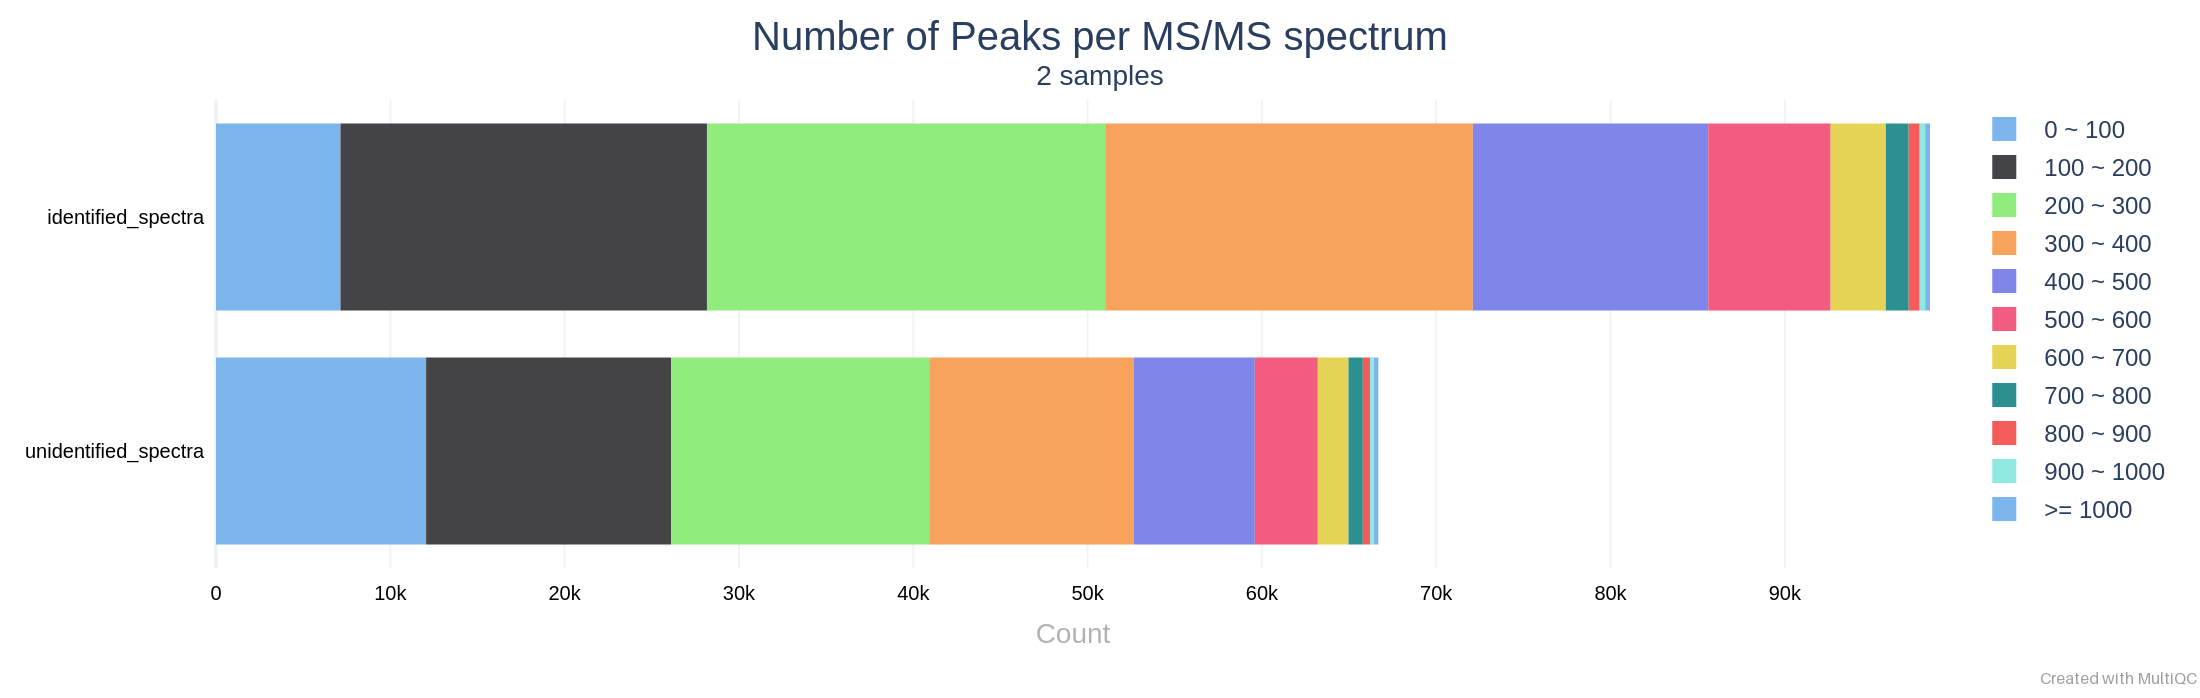 Number of Peaks per MS/MS spectrum
2 samples
identified_spectra
unidentified_spectra
0 10k 20k 30k 40k 50k 60k 70k 80k 90k
Count
0 ~ 100
100 ~ 200
200 ~ 300
300 ~ 400
400 ~ 500
500 ~ 600
600 ~ 700
700 ~ 800
800 ~ 900
900 ~ 1000
>= 1000
Created with MultiQC